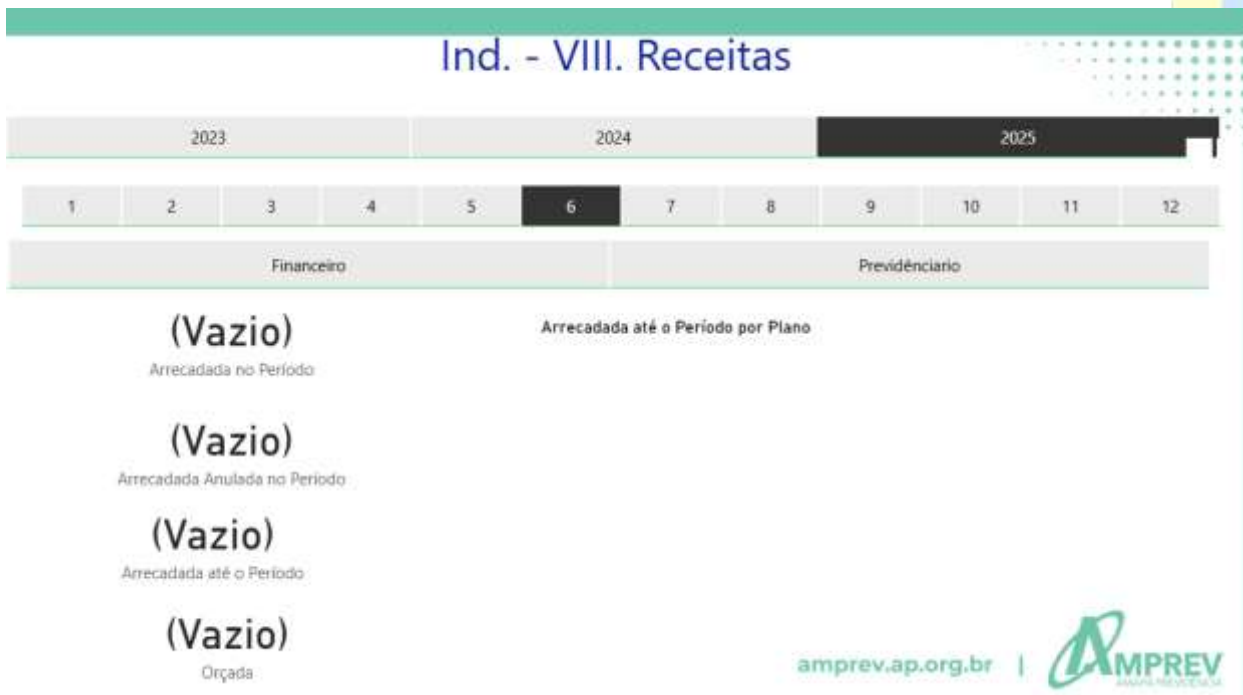 Ind. - VIII. Receitas
2023 2024 2025
1 2 3 4 5 6 7 8 9 10 11 12
Financeiro Previdênciario
(Vazio)
Arrecadada no Período
Arrecadada até o Período por Plano
(Vazio)
Arrecadada Anulada no Período
(Vazio)
Arrecadada até o Período
(Vazio)
Orçada
amprev.ap.org.br | AMPREV
AMAPÁ PREVIDÊNCIA